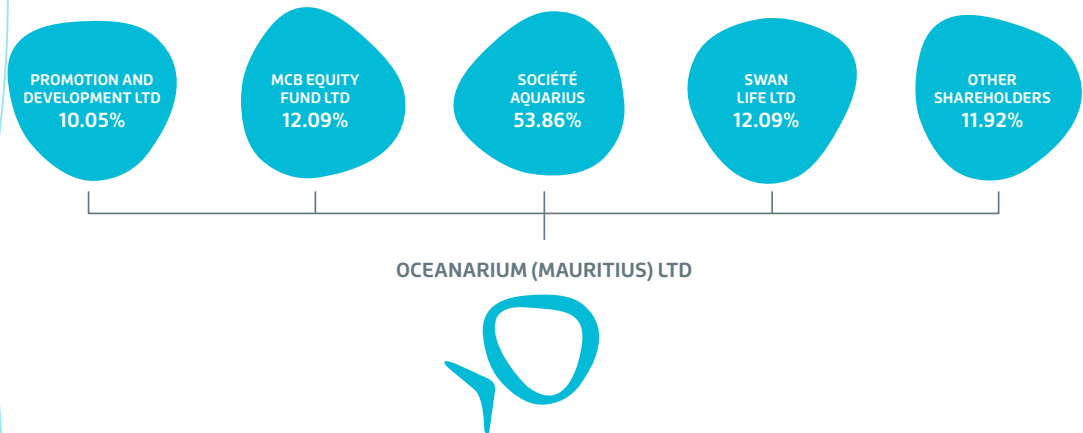 PROMOTION AND
DEVELOPMENT LTD
10.05%
MCB EQUITY
FUND LTD
12.09%
SOCIÉTÉ
AQUARIUS
53.86%
SWAN
LIFE LTD
12.09%
OTHER
SHAREHOLDERS
11.92%
OCEANARIUM (MAURITIUS) LTD